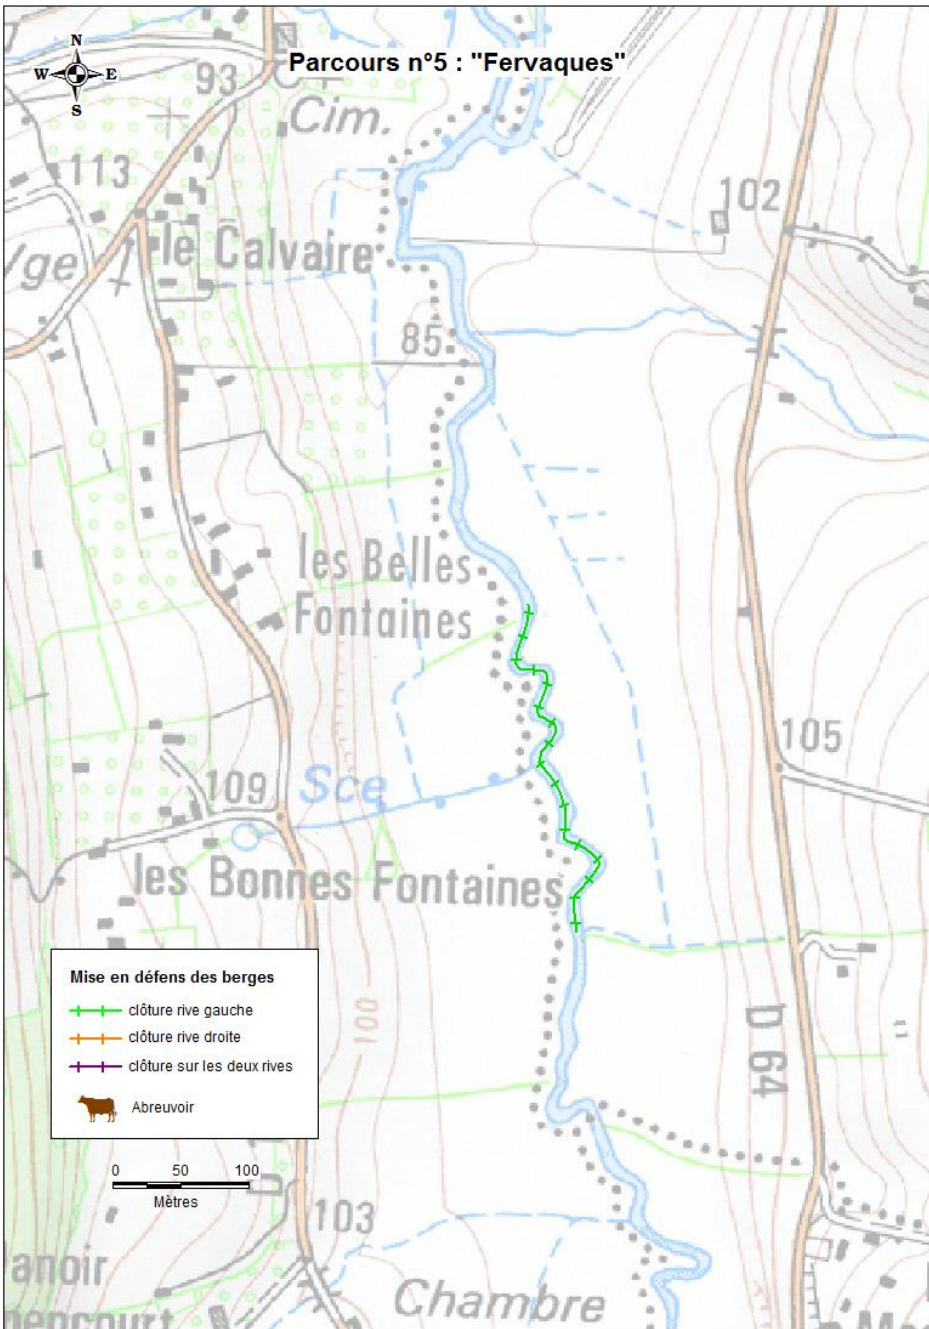 Parcours n°5 : "Fervaques"
N
W E
S
93
Cim.
113
102
le Calvaire
85
les Belles
Fontaines
105
Sce
109
les Bonnes Fontaines
Mise en défens des berges
clôture rive gauche
clôture rive droite
clôture sur les deux rives
Abreuvoir
100
D 64
0 50 100
Mètres
103
anoir
Chambre